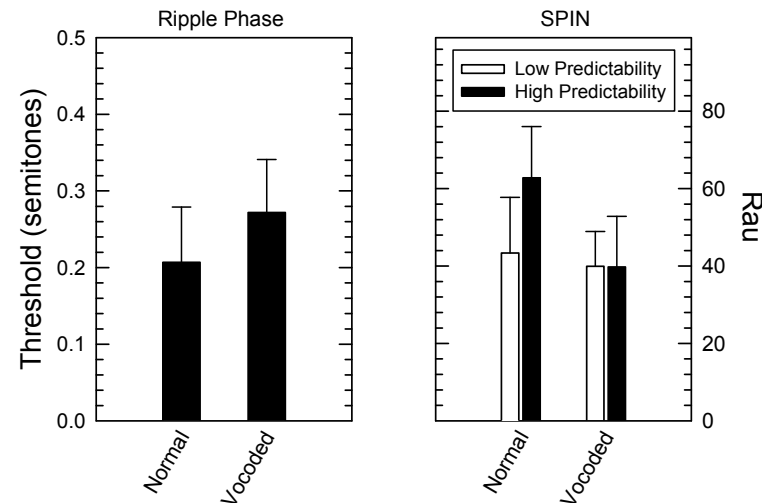 Ripple Phase
SPIN
Threshold (semitones)
0.5
0.4
0.3
0.2
0.1
0.0
Normal
Vocoded
Low Predictability
High Predictability
80
60
40
20
0
Rau
Normal
Vocoded